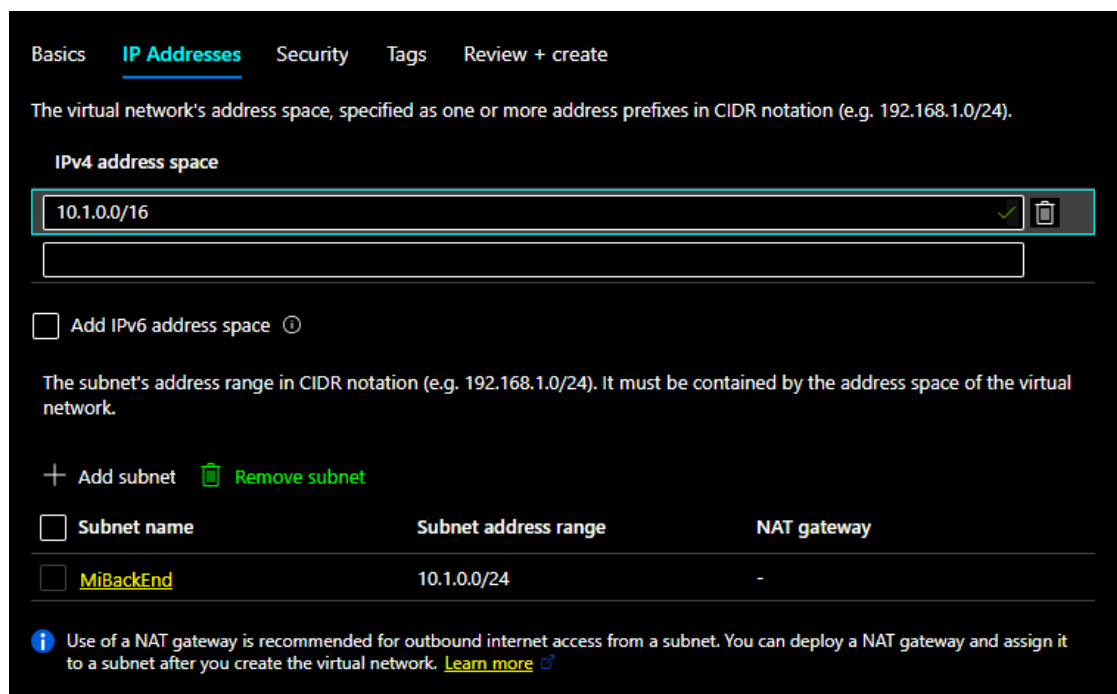 Basics IP Addresses Security Tags Review + create
The virtual network's address space, specified as one or more address prefixes in CIDR notation (e.g. 192.168.1.0/24).
IPv4 address space
10.1.0.0/16
Add IPv6 address space
The subnet's address range in CIDR notation (e.g. 192.168.1.0/24). It must be contained by the address space of the virtual
network.
+ Add subnet Remove subnet
Subnet name Subnet address range NAT gateway
MiBackEnd 10.1.0.0/24 -
Use of a NAT gateway is recommended for outbound internet access from a subnet. You can deploy a NAT gateway and assign it
to a subnet after you create the virtual network. Learn more